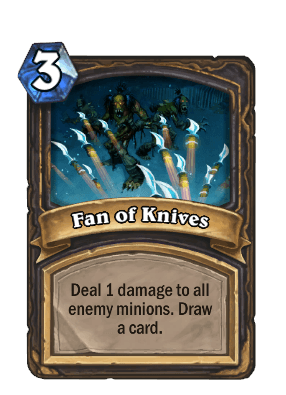 3
Fan of Knives
Deal 1 damage to all
enemy minions. Draw
a card.